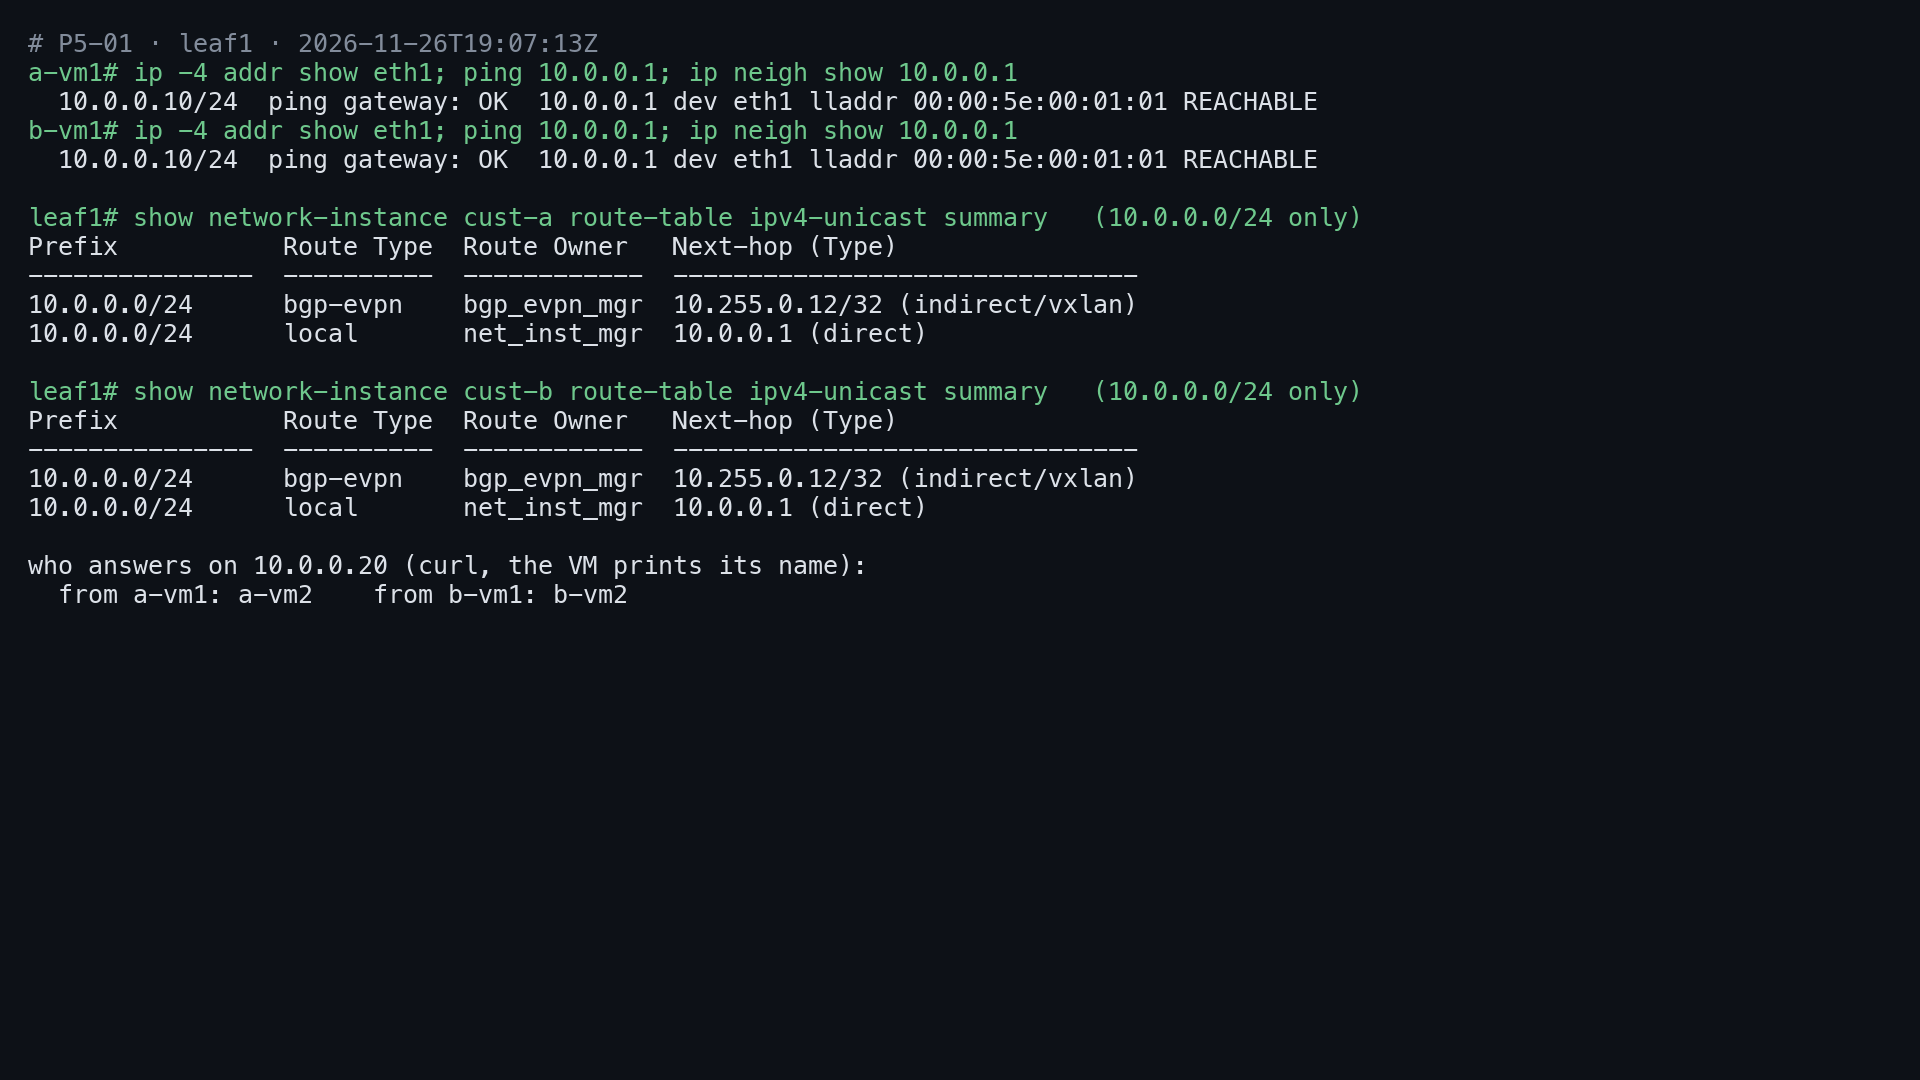 # P5-01 · leaf1 · 2026-11-26T19:07:13Z
a-vm1# ip -4 addr show eth1; ping 10.0.0.1; ip neigh show 10.0.0.1
  10.0.0.10/24  ping gateway: OK  10.0.0.1 dev eth1 lladdr 00:00:5e:00:01:01 REACHABLE
b-vm1# ip -4 addr show eth1; ping 10.0.0.1; ip neigh show 10.0.0.1
  10.0.0.10/24  ping gateway: OK  10.0.0.1 dev eth1 lladdr 00:00:5e:00:01:01 REACHABLE

leaf1# show network-instance cust-a route-table ipv4-unicast summary   (10.0.0.0/24 only)
Prefix           Route Type  Route Owner   Next-hop (Type)
---------------  ----------  ------------  -------------------------------
10.0.0.0/24      bgp-evpn    bgp_evpn_mgr  10.255.0.12/32 (indirect/vxlan)
10.0.0.0/24      local       net_inst_mgr  10.0.0.1 (direct)

leaf1# show network-instance cust-b route-table ipv4-unicast summary   (10.0.0.0/24 only)
Prefix           Route Type  Route Owner   Next-hop (Type)
---------------  ----------  ------------  -------------------------------
10.0.0.0/24      bgp-evpn    bgp_evpn_mgr  10.255.0.12/32 (indirect/vxlan)
10.0.0.0/24      local       net_inst_mgr  10.0.0.1 (direct)

who answers on 10.0.0.20 (curl, the VM prints its name):
  from a-vm1: a-vm2    from b-vm1: b-vm2